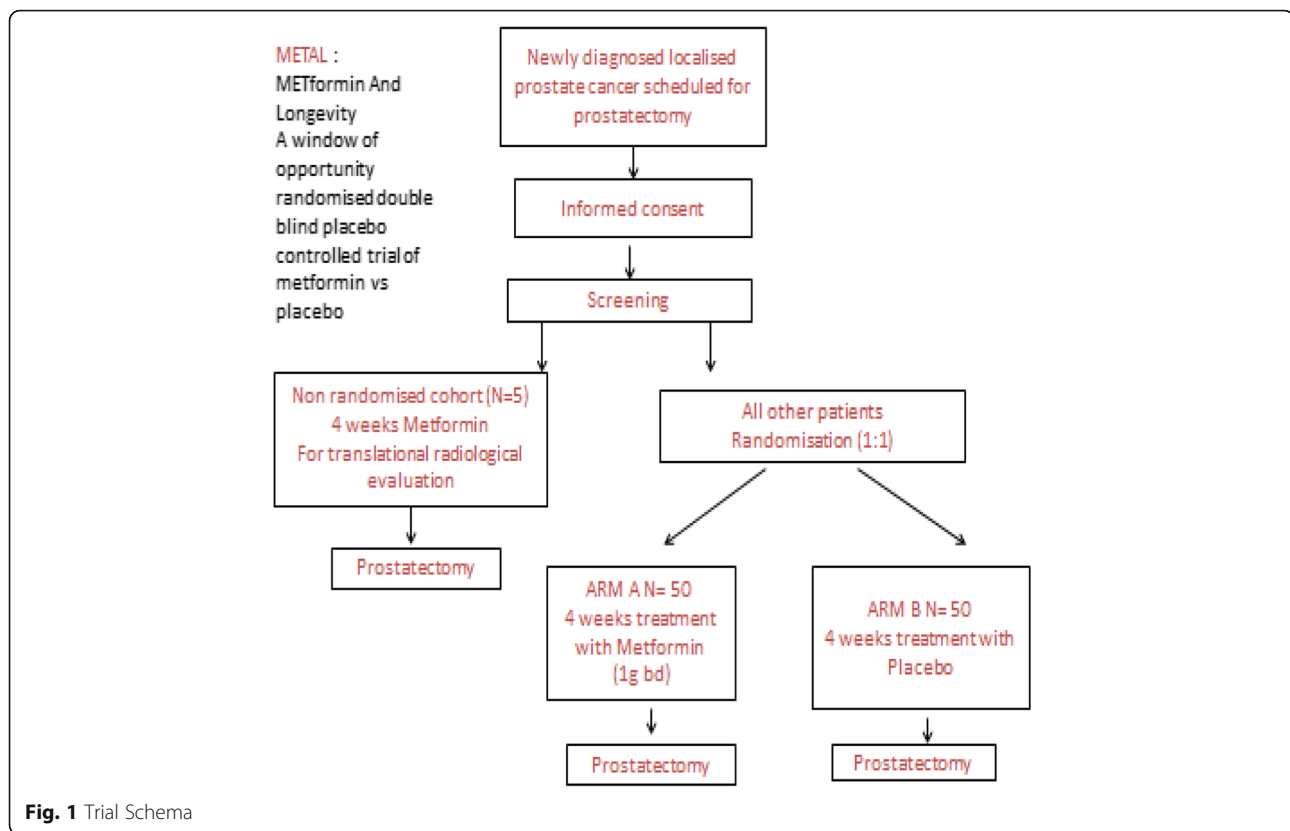 METAL :
METformin And
Longevity
A window of
opportunity
randomised double
blind placebo
controlled trial of
metformin vs
placebo
Newly diagnosed localised
prostate cancer scheduled for
prostatectomy
Informed consent
Screening
Non randomised cohort (N=5)
4 weeks Metformin
For translational radiological
evaluation
Prostatectomy
All other patients
Randomisation (1:1)
ARM A N= 50
4 weeks treatment
with Metformin
(1g bd)
Prostatectomy
ARM B N= 50
4 weeks treatment with
Placebo
Prostatectomy
Fig. 1 Trial Schema